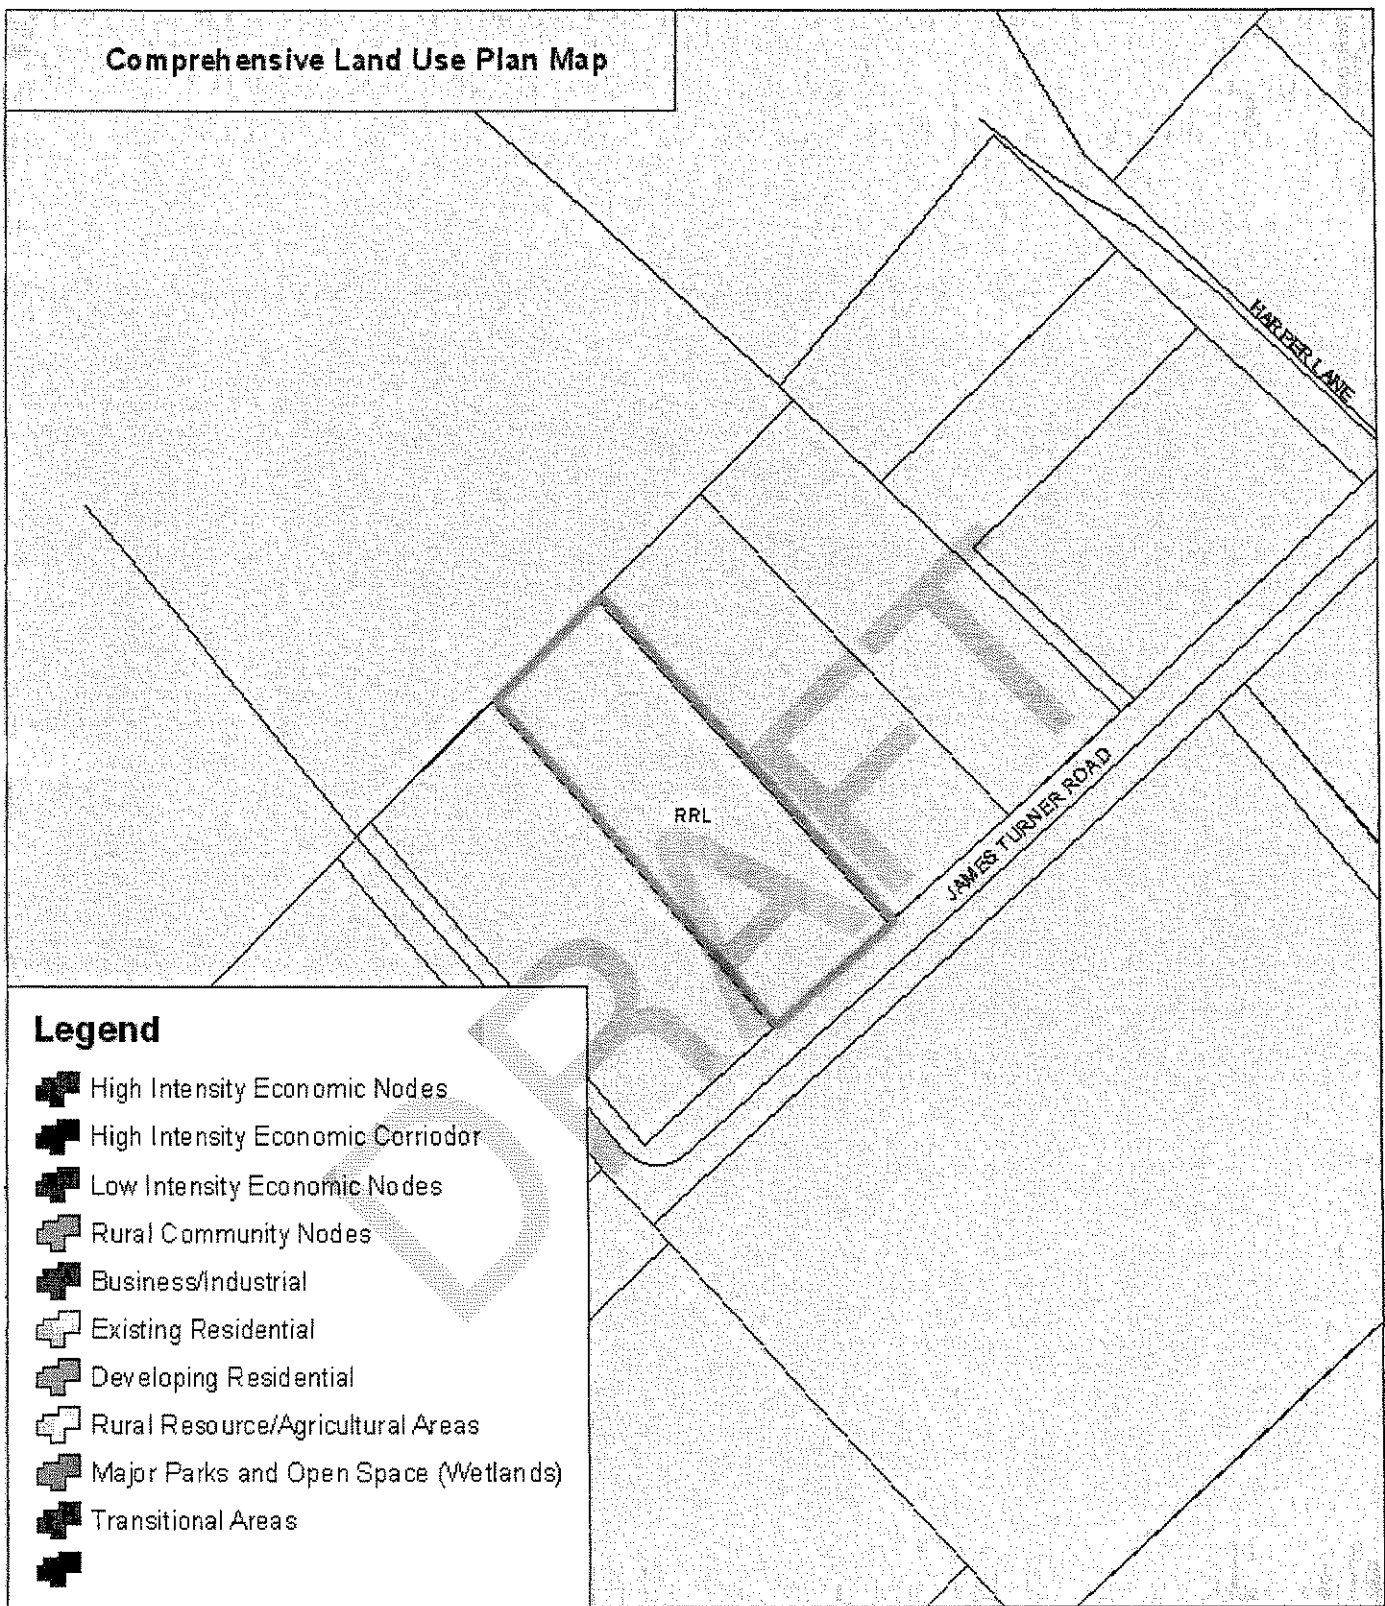 Comprehensive Land Use Plan Map
HARPER LANE
RRL
JAMES TURNER ROAD
DRAFT
Legend
High Intensity Economic Nodes
High Intensity Economic Corriodor
Low Intensity Economic Nodes
Rural Community Nodes
Business/Industrial
Existing Residential
Developing Residential
Rural Resource/Agricultural Areas
Major Parks and Open Space (Wetlands)
Transitional Areas